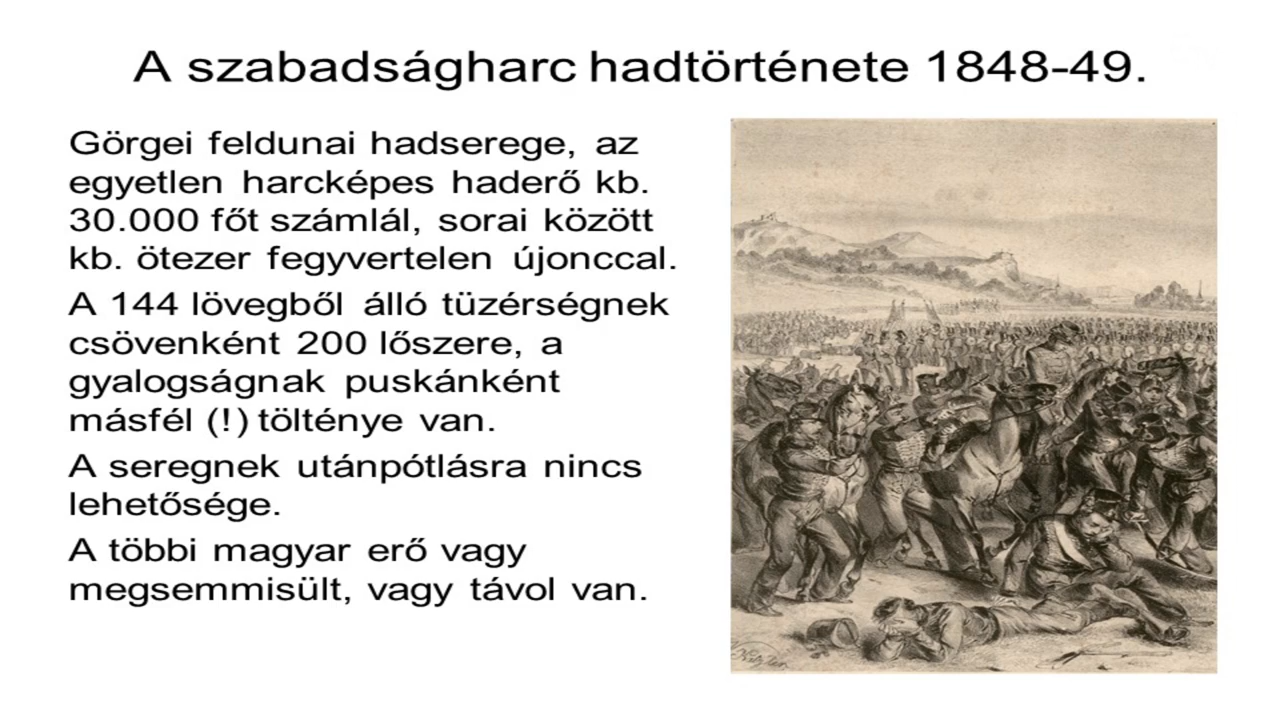 A szabadságharc hadtörténete 1848-49.
Görgei feldunai hadserege, az
egyetlen harcképes haderő kb.
30.000 főt számlál, sorai között
kb. ötezer fegyvertelen újonccal.
A 144 lövegből álló tüzérségnek
csövenként 200 lőszere, a
gyalogságnak puskánként
másfél (!) tölténye van.
A seregnek utánpótlásra nincs
lehetősége.
A többi magyar erő vagy
megsemmisült, vagy távol van.